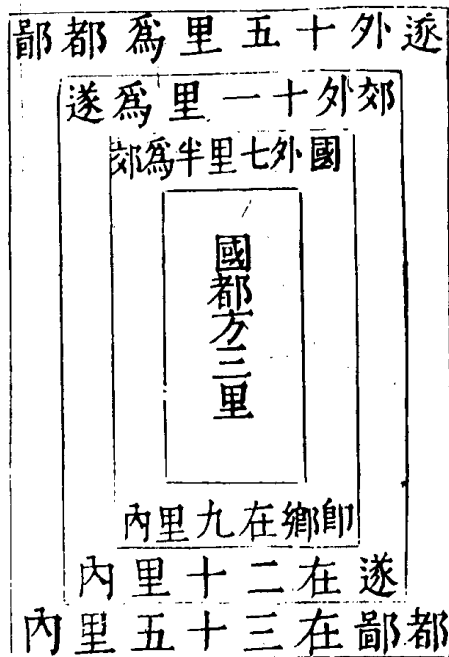 遂外十五里爲都鄙
郊外十一里爲遂
國外七里半爲郊
國都方三里
鄉在九里內
遂在二十里內
都鄙在三十五里內